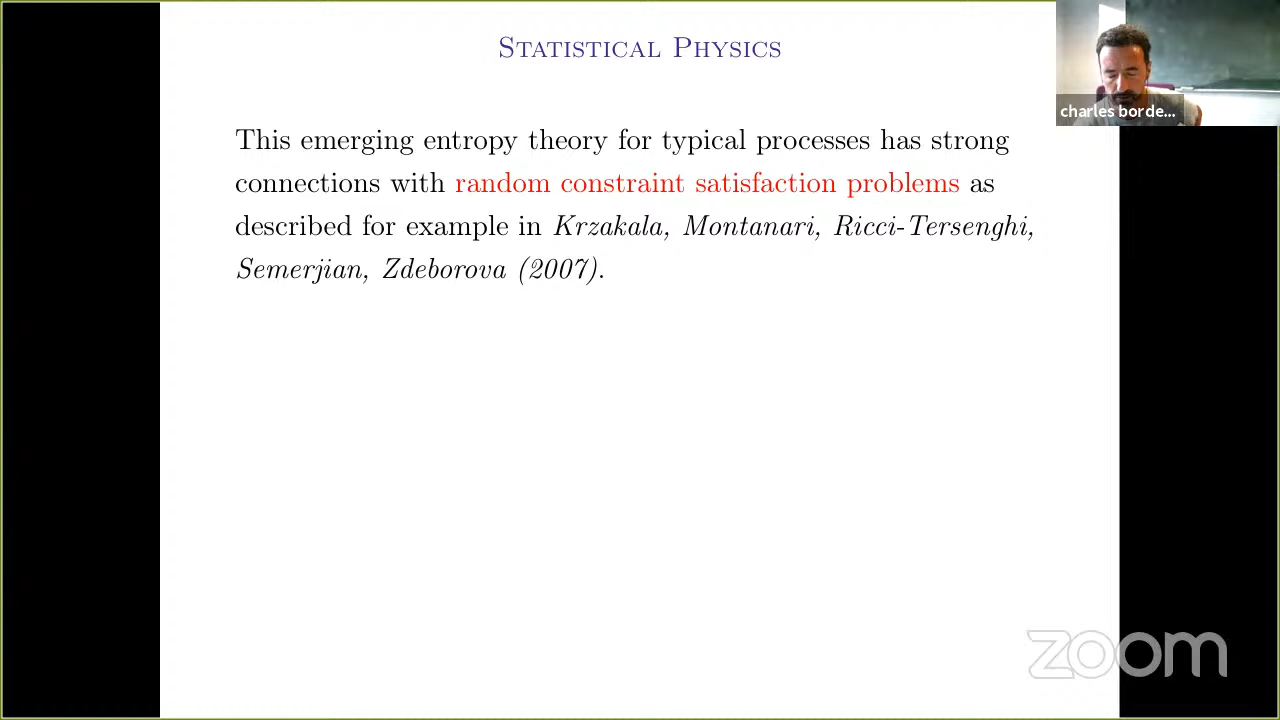 Statistical Physics
This emerging entropy theory for typical processes has strong
connections with random constraint satisfaction problems as
described for example in Krzakala, Montanari, Ricci-Tersenghi,
Semerjian, Zdeborova (2007).
charles borde...
zoom